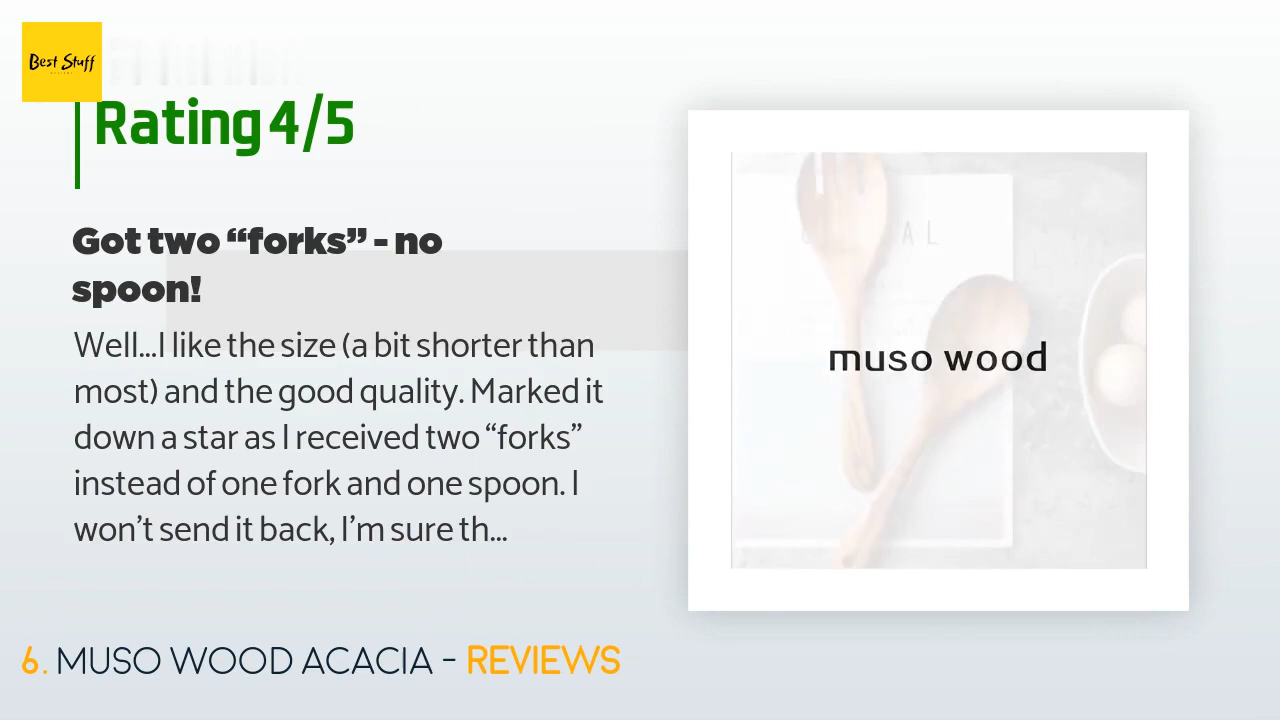 Best Stuff
Rating 4/5
Got two “forks” - no
spoon!
Well...I like the size (a bit shorter than
most) and the good quality. Marked it
down a star as I received two “forks”
instead of one fork and one spoon. I
won’t send it back, I’m sure th...
muso wood
6. MUSO WOOD ACACIA - REVIEWS